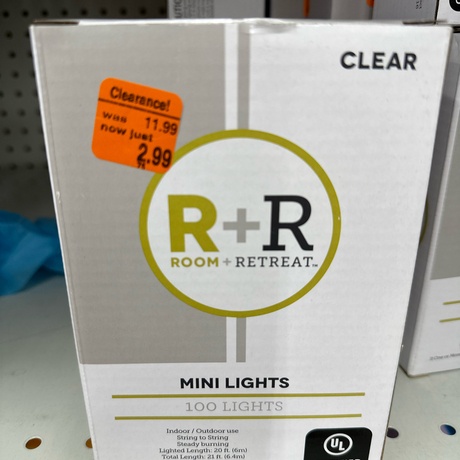 CLEAR
Clearance!
was 11.99
now just
2.99
R+R
ROOM + RETREAT™
MINI LIGHTS
100 LIGHTS
Indoor / Outdoor use
String to String
Steady burning
Lighted Length: 20 ft. (6m)
Total Length: 21 ft. (6.4m)
UL